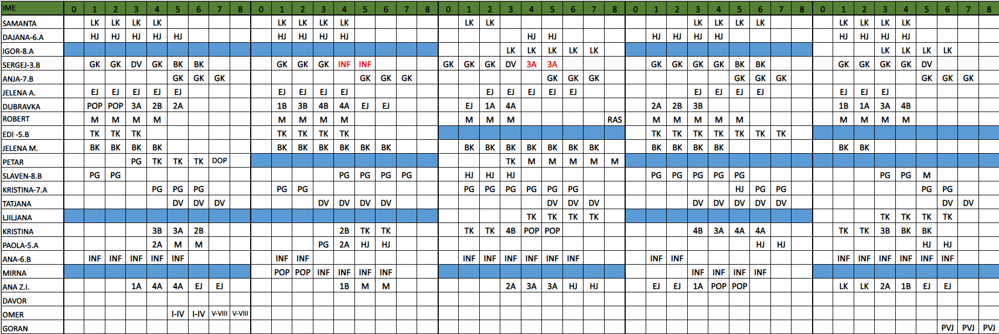 IME 0 1 2 3 4 5 6 7 8 0 1 2 3 4 5 6 7 8 0 1 2 3 4 5 6 7 8 0 1 2 3 4 5 6 7 8 0 1 2 3 4 5 6 7 8
SAMANTA LK LK LK LK LK LK LK LK LK LK LK LK LK LK LK LK LK LK
DAJANA-6.A HJ HJ HJ HJ HJ HJ HJ HJ HJ HJ HJ HJ HJ HJ HJ HJ HJ HJ HJ
IGOR-8.A LK LK LK LK LK LK LK LK LK
SERGEJ-3.B GK GK DV GK BK BK GK GK GK INF INF GK GK GK DV 3A 3A GK GK GK GK BK BK GK GK GK GK DV
ANJA-7.B GK GK GK GK GK GK GK GK GK GK GK GK GK GK GK
JELENA A. EJ EJ EJ EJ EJ EJ EJ EJ EJ EJ EJ EJ EJ EJ EJ EJ EJ EJ EJ EJ EJ
DUBRAVKA POP POP 3A 2B 2A 1B 3B 4B 4A EJ EJ EJ 1A 4A 2A 2B 3B 1B 1A 3A 4B
ROBERT M M M M M M M M M M M RAS M M M M M M M M M
EDI -5.B TK TK TK TK TK TK TK TK TK TK TK TK TK TK
JELENA M. BK BK BK BK BK BK BK BK BK BK BK BK BK BK BK BK BK BK BK BK BK BK BK
PETAR PG TK TK TK DOP TK M M M M M
SLAVEN-8.B PG PG PG PG PG PG HJ HJ HJ PG PG PG PG PG PG PG M
KRISTINA-7.A PG PG PG PG PG PG PG PG PG PG PG HJ PG PG PG PG
TATJANA DV DV DV DV DV DV DV DV DV DV DV DV DV DV DV DV DV
LJILJANA TK TK TK TK TK TK TK TK
KRISTINA 3B 3A 2B 2B TK TK TK TK 4B POP POP 4B 3A 4A 4A TK TK 3B BK BK
PAOLA-5.A 2A M M PG 2A HJ HJ HJ HJ HJ HJ
ANA-6.B INF INF INF INF INF INF INF INF INF INF INF INF INF INF INF INF INF INF INF INF INF
MIRNA POP POP INF INF INF INF INF INF INF INF
ANA Z.I. 1A 4A 4A EJ EJ 1B M M 2A 3A 3A HJ HJ EJ EJ 1A POP POP LK LK 2A 1B EJ EJ
DAVOR
OMER I-IV I-IV V-VIII V-VIII
GORAN PVJ PVJ PVJ